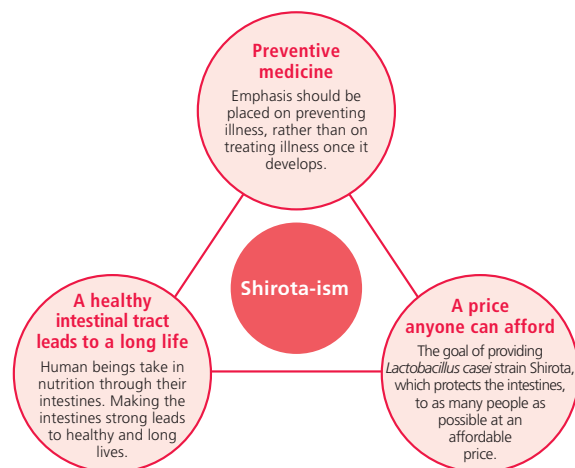 Preventive
medicine
Emphasis should be
placed on preventing
illness, rather than on
treating illness once it
develops.
Shirota-ism
A healthy
intestinal tract
leads to a long life
Human beings take in
nutrition through their
intestines. Making the
intestines strong leads
to healthy and long
lives.
A price
anyone can afford
The goal of providing
Lactobacillus casei strain Shirota,
which protects the intestines,
to as many people as
possible at an
affordable
price.